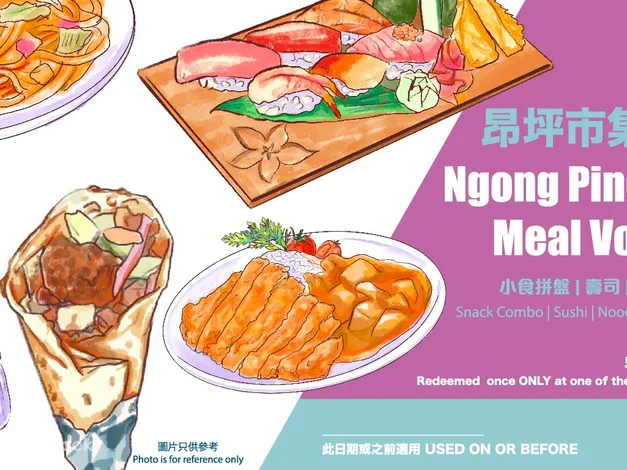 昂坪市集
Ngong Ping
Meal Vo
小食拼盤 | 壽司 |
Snack Combo | Sushi | Nood
Redeemed once ONLY at one of the
此日期或之前適用 USED ON OR BEFORE
圖片只供參考
Photo is for reference only